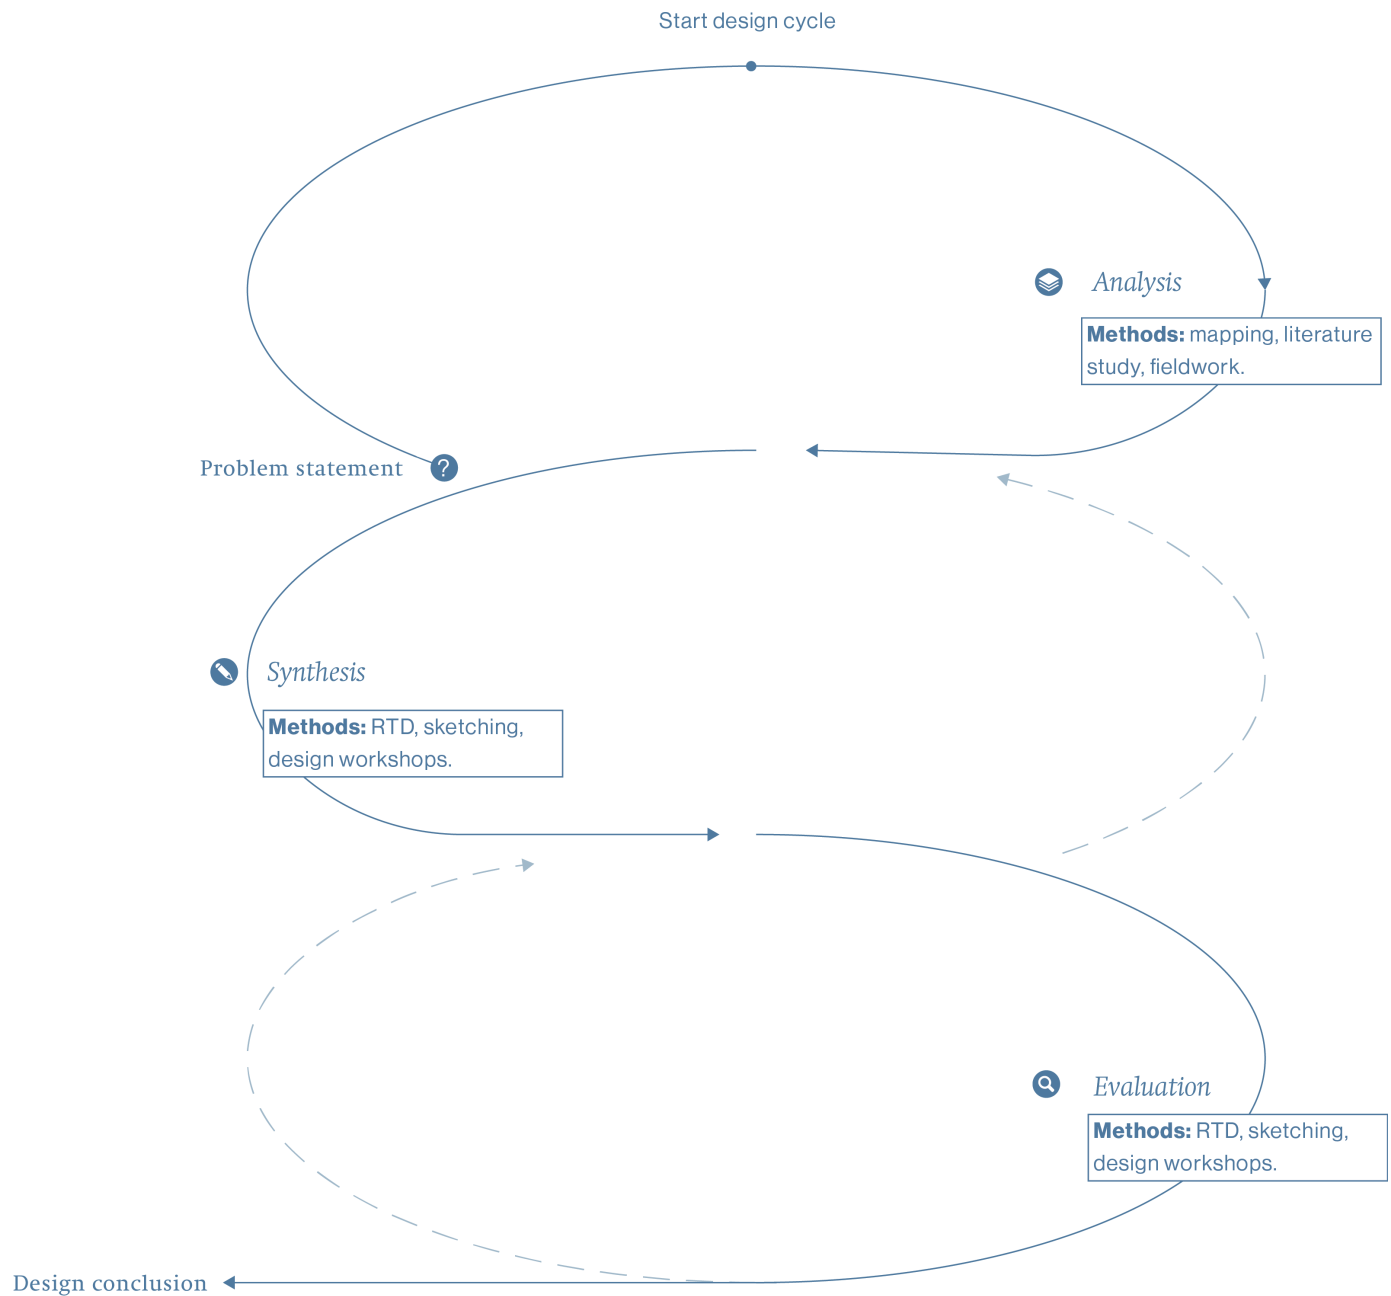 Start design cycle
Analysis
Methods: mapping, literature
study, fieldwork.
Problem statement
?
Synthesis
Methods: RTD, sketching,
design workshops.
Evaluation
Methods: RTD, sketching,
design workshops.
Design conclusion